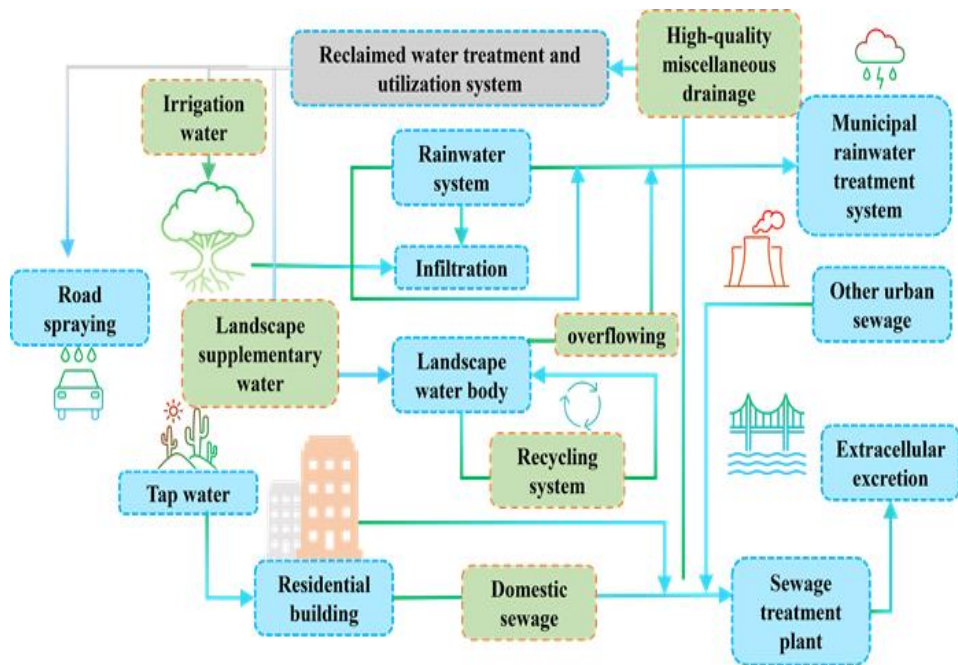 High-quality
miscellaneous
drainage
Reclaimed water treatment and
utilization system
Irrigation
water
Rainwater
system
Municipal
rainwater
treatment
system
Infiltration
Road
spraying
Other urban
sewage
Landscape
supplementary
water
overflowing
Landscape
water body
Recycling
system
Extracellular
excretion
Tap water
Residential
building
Domestic
sewage
Sewage
treatment
plant